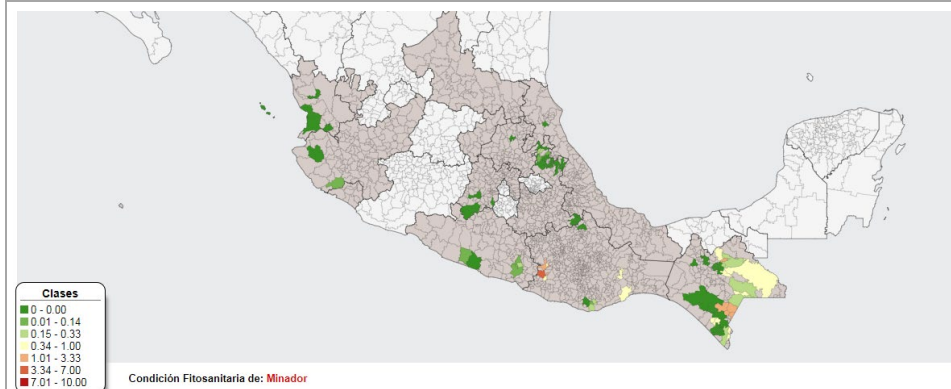 Clases
0 - 0.00
0.01 - 0.14
0.15 - 0.33
0.34 - 1.00
1.01 - 3.33
3.34 - 7.00
7.01 - 10.00
Condición Fitosanitaria de: Minador